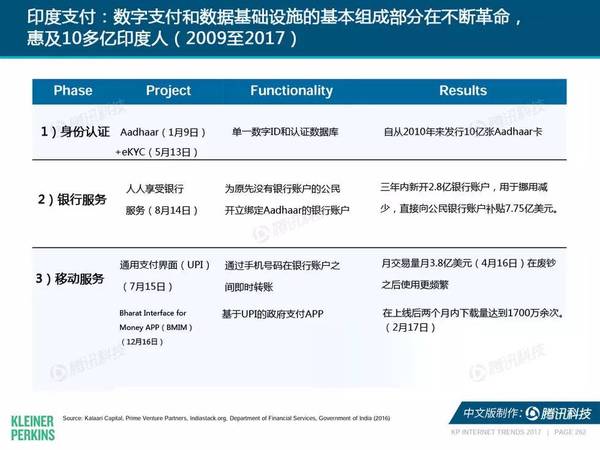 印度支付：数字支付和数据基础设施的基本组成部分在不断革命，
惠及10多亿印度人（2009至2017）
Phase Project Functionality Results
1）身份认证 Aadhaar（1月9日） 单一数字ID和认证数据库 自从2010年来发行10亿张Aadhaar卡
+eKYC（5月13日）
2）银行服务 人人享受银行 为原先没有银行账户的公民 三年内新开2.8亿银行账户，用于挪用减
服务（8月14日） 开立绑定Aadhaar的银行账户 少，直接向公民银行账户补贴7.75亿美元。
3）移动服务 通用支付界面（UPI） 通过手机号码在银行账户之 月交易量月3.8亿美元（4月16日）在废钞
（7月15日） 间即时转账 之后使用更频繁
Bharat Interface for
Money APP（BMIM） 基于UPI的政府支付APP 在上线后两个月内下载量达到1700万余次。
（12月16日） （2月17日）
腾讯科技
KLEINER
PERKINS
Source: Kalaari Capital, Prime Venture Partners, Indiastack.org, Department of Financial Services, Government of India (2016)
中文版制作：腾讯科技
KP INTERNET TRENDS 2017 | PAGE 262